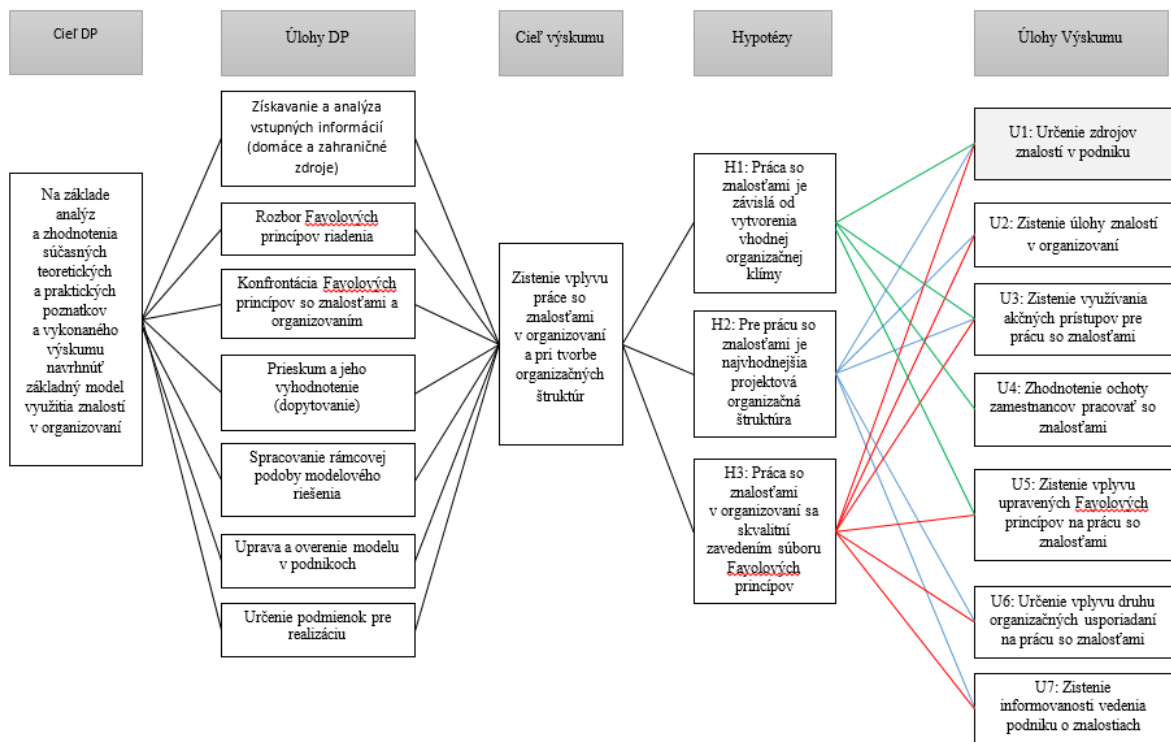 Cieľ DP
Úlohy DP
Cieľ výskumu
Hypotézy
Úlohy Výskumu
Na základe
analýz
a zhodnotenia
súčasných
teoretických
a praktických
poznatkov
a vykonaného
výskumu
navrhnúť
základný model
využitia znalostí
v organizovaní
Získavanie a analýza
vstupných informácií
(domáce a zahraničné
zdroje)
Rozbor Fayolových
princípov riadenia
Konfrontácia Fayolových
princípov so znalosťami a
organizovaním
Prieskum a jeho
vyhodnotenie
(dopytovanie)
Spracovanie rámcovej
podoby modelového
riešenia
Uprava a overenie modelu
v podnikoch
Určenie podmienok pre
realizáciu
Zistenie vplyvu
práce so
znalosťami
v organizovaní
a pri tvorbe
organizačných
štruktúr
H1: Práca so
znalosťami je
závislá od
vytvorenia
vhodnej
organizačnej
klímy
H2: Pre prácu so
znalosťami je
najvhodnejšia
projektová
organizačná
štruktúra
H3: Práca so
znalosťami
v organizovaní sa
skvalitní
zavedením súboru
Fayolových
princípov
U1: Určenie zdrojov
znalostí v podniku
U2: Zistenie úlohy znalostí
v organizovaní
U3: Zistenie využívania
akčných prístupov pre
prácu so znalosťami
U4: Zhodnotenie ochoty
zamestnancov pracovať so
znalosťami
U5: Zistenie vplyvu
upravených Fayolových
princípov na prácu so
znalosťami
U6: Určenie vplyvu druhu
organizačných usporiadaní
na prácu so znalosťami
U7: Zistenie
informovanosti vedenia
podniku o znalostiach